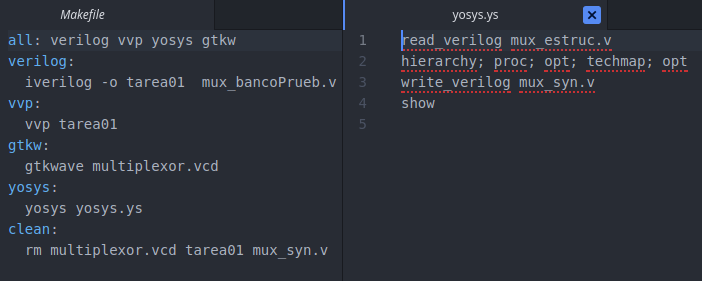 Makefile
all: verilog vvp yosys gtkw
verilog:
iverilog -o tarea01  mux_bancoPrueb.v
vvp:
vvp tarea01
gtkw:
gtkwave multiplexor.vcd
yosys:
yosys yosys.ys
clean:
rm multiplexor.vcd tarea01 mux_syn.v
yosys.ys
1 read_verilog mux_estruc.v
2 hierarchy; proc; opt; techmap; opt
3 write_verilog mux_syn.v
4 show
5